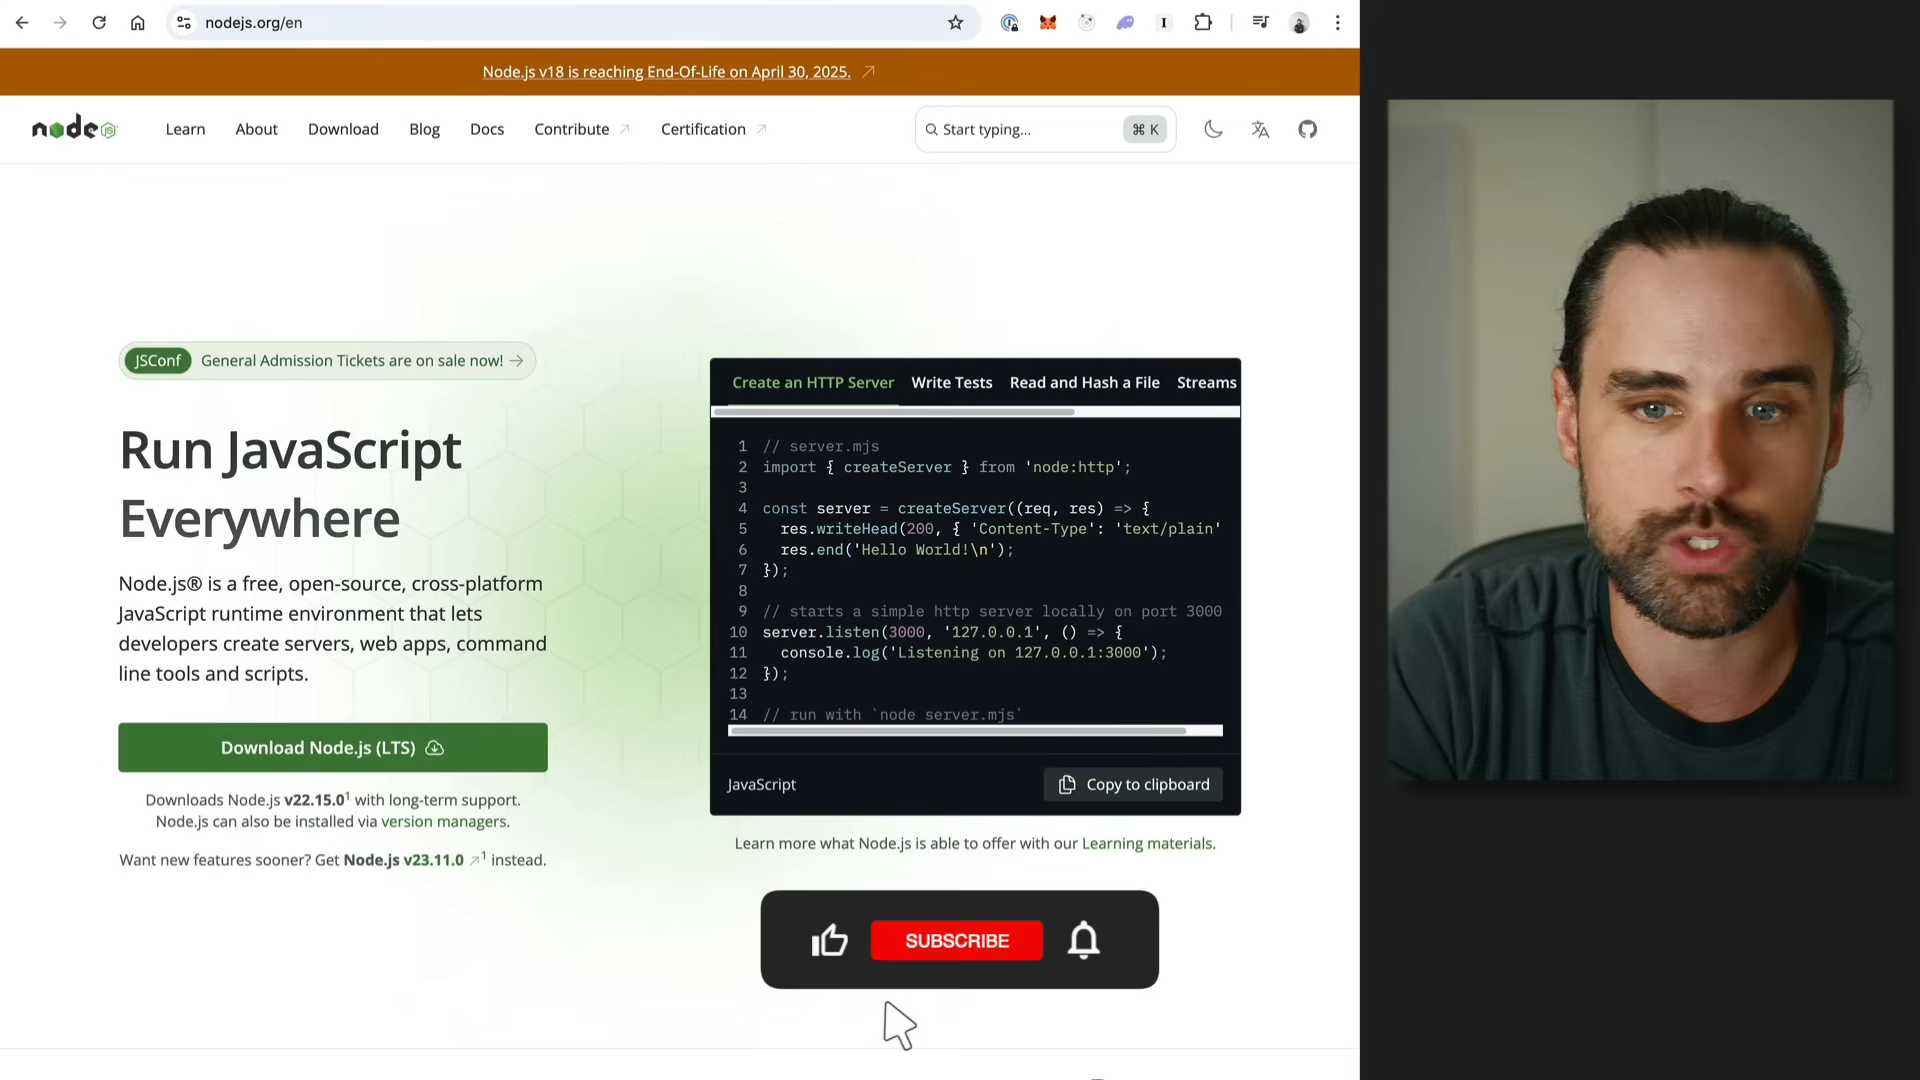 nodejs.org/en
Node.js v18 is reaching End-Of-Life on April 30, 2025.
node JS
Learn
About
Download
Blog
Docs
Contribute
Certification
Start typing...
⌘ K
JSConf General Admission Tickets are on sale now! →
Run JavaScript
Everywhere
Node.js® is a free, open-source, cross-platform
JavaScript runtime environment that lets
developers create servers, web apps, command
line tools and scripts.
Download Node.js (LTS)
Downloads Node.js v22.15.0¹ with long-term support.
Node.js can also be installed via version managers.
Want new features sooner? Get Node.js v23.11.0 ↗¹ instead.
Create an HTTP Server
Write Tests
Read and Hash a File
Streams
1 // server.mjs
2 import { createServer } from 'node:http';
3
4 const server = createServer((req, res) => {
5 res.writeHead(200, { 'Content-Type': 'text/plain'
6 res.end('Hello World!\n');
7 });
8
9 // starts a simple http server locally on port 3000
10 server.listen(3000, '127.0.0.1', () => {
11 console.log('Listening on 127.0.0.1:3000');
12 });
13
14 // run with `node server.mjs`
JavaScript
Copy to clipboard
Learn more what Node.js is able to offer with our Learning materials.
SUBSCRIBE